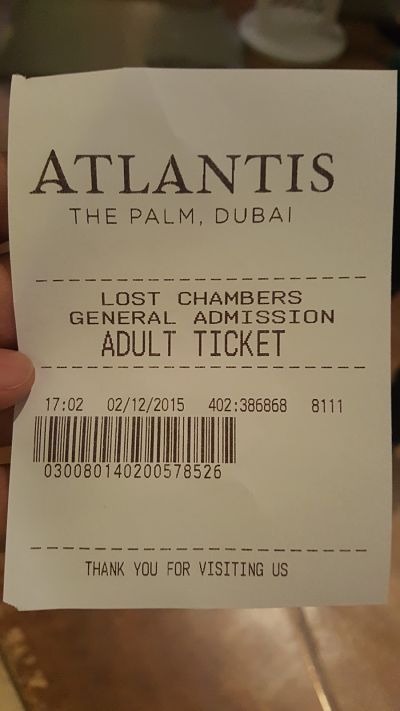 ATLANTIS
THE PALM, DUBAI
LOST CHAMBERS
GENERAL ADMISSION
ADULT TICKET
17:02 02/12/2015 402:386868 8111
030080140200578526
THANK YOU FOR VISITING US